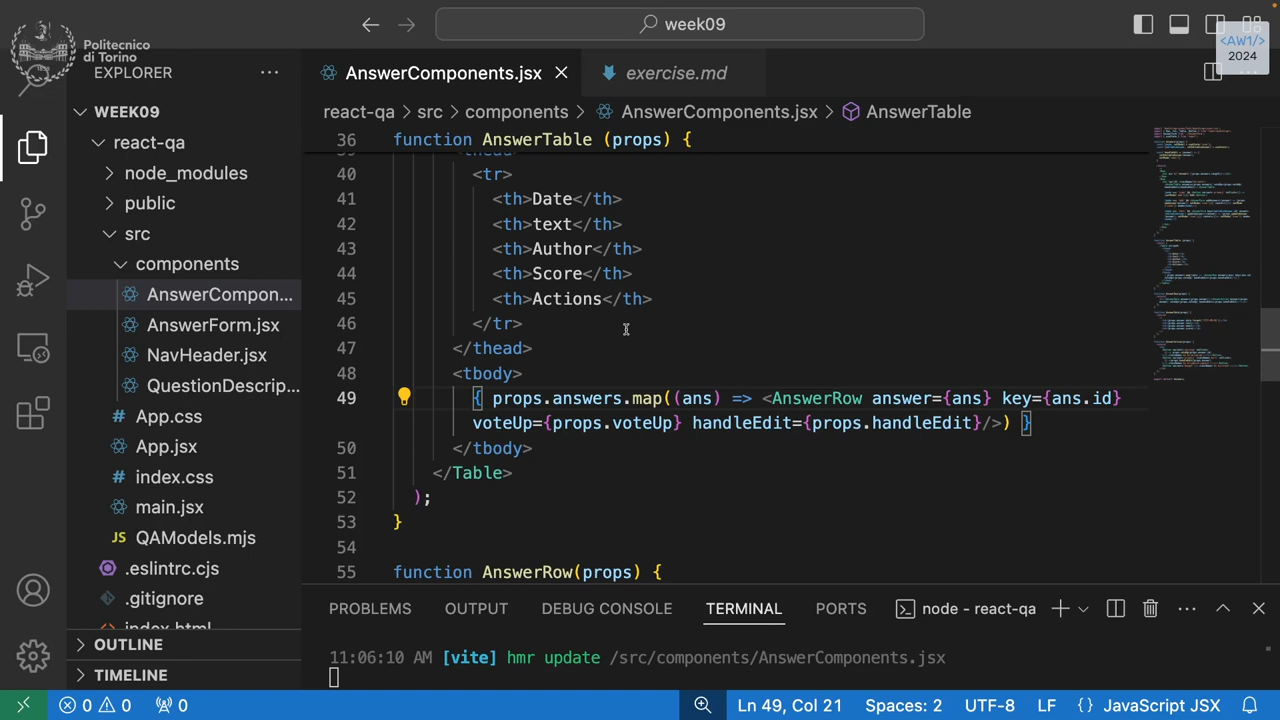 week09
<AW1/>
2024
Politecnico
di Torino
EXPLORER
AnswerComponents.jsx
exercise.md
WEEK09
react-qa
node_modules
public
src
components
AnswerCompon...
AnswerForm.jsx
NavHeader.jsx
QuestionDescrip...
App.css
App.jsx
index.css
main.jsx
QAModels.mjs
.eslintrc.cjs
.gitignore
OUTLINE
TIMELINE
react-qa > src > components > AnswerComponents.jsx > AnswerTable
36 function AnswerTable (props) {
40 <tr>
41 <th>Date</th>
42 <th>Text</th>
43 <th>Author</th>
44 <th>Score</th>
45 <th>Actions</th>
46 </tr>
47 </thead>
48 <tbody>
49 { props.answers.map((ans) => <AnswerRow answer={ans} key={ans.id}
voteUp={props.voteUp} handleEdit={props.handleEdit}/>) }
50 </tbody>
51 </Table>
52 );
53 }
54
55 function AnswerRow(props) {
PROBLEMS OUTPUT DEBUG CONSOLE TERMINAL PORTS node - react-qa
11:06:10 AM [vite] hmr update /src/components/AnswerComponents.jsx
0 0 0 Ln 49, Col 21 Spaces: 2 UTF-8 LF {} JavaScript JSX